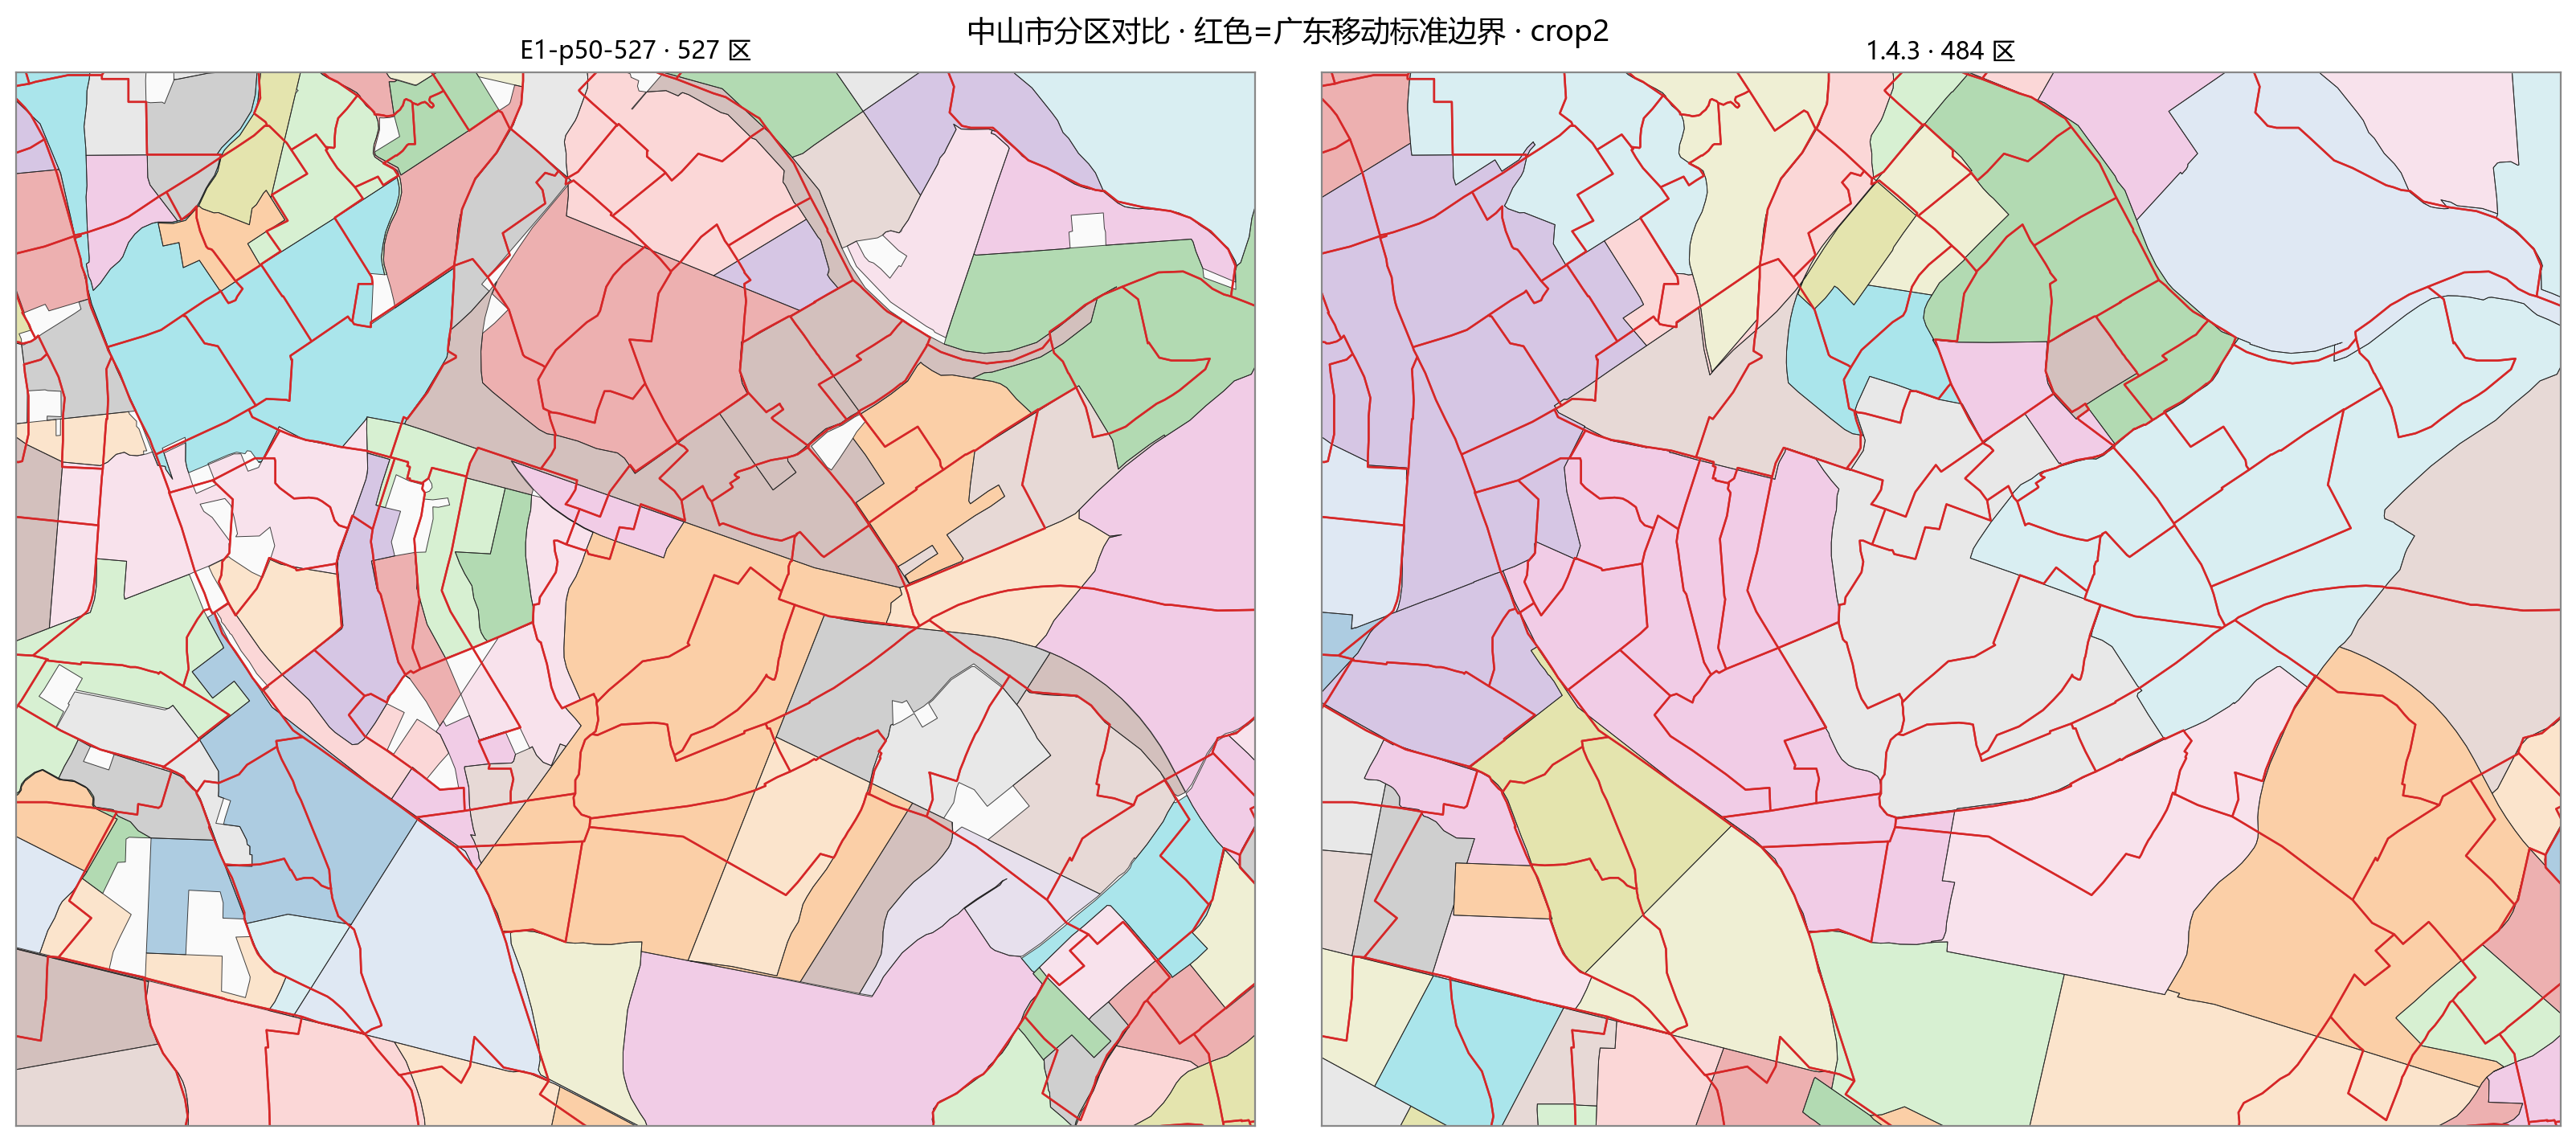 中山市分区对比 · 红色=广东移动标准边界 · crop2
E1-p50-527 · 527 区
1.4.3 · 484 区